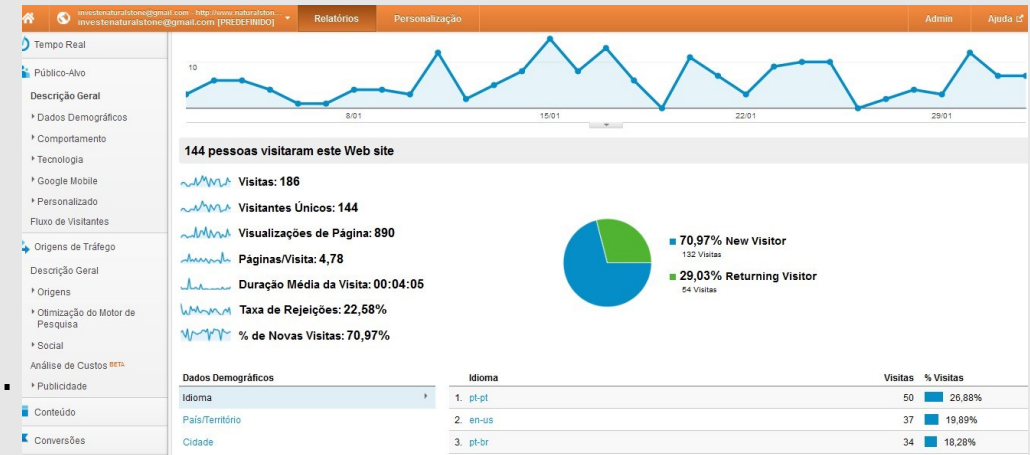 investenaturalstone@gmail.com - http://www.naturalston...
investenaturalstone@gmail.com [PREDEFINIDO]
Relatórios
Personalização
Admin
Ajuda
Tempo Real
Público-Alvo
Descrição Geral
Dados Demográficos
Comportamento
Tecnologia
Google Mobile
Personalizado
Fluxo de Visitantes
Origens de Tráfego
Descrição Geral
Origens
Otimização do Motor de
Pesquisa
Social
Análise de Custos BETA
Publicidade
Conteúdo
Conversões
10
8/01 15/01 22/01 29/01
144 pessoas visitaram este Web site
Visitas: 186
Visitantes Únicos: 144
Visualizações de Página: 890
Páginas/Visita: 4,78
Duração Média da Visita: 00:04:05
Taxa de Rejeições: 22,58%
% de Novas Visitas: 70,97%
70,97% New Visitor
132 Visitas
29,03% Returning Visitor
54 Visitas
Dados Demográficos
Idioma
País/Território
Cidade
Idioma Visitas % Visitas
1. pt-pt 50 26,88%
2. en-us 37 19,89%
3. pt-br 34 18,28%